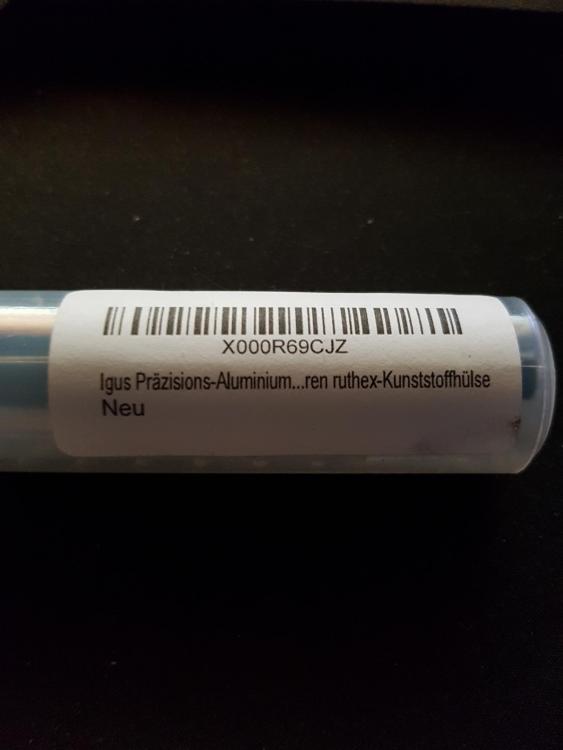 X000R69CJZ
Igus Präzisions-Aluminium...ren ruthex-Kunststoffhülse
Neu